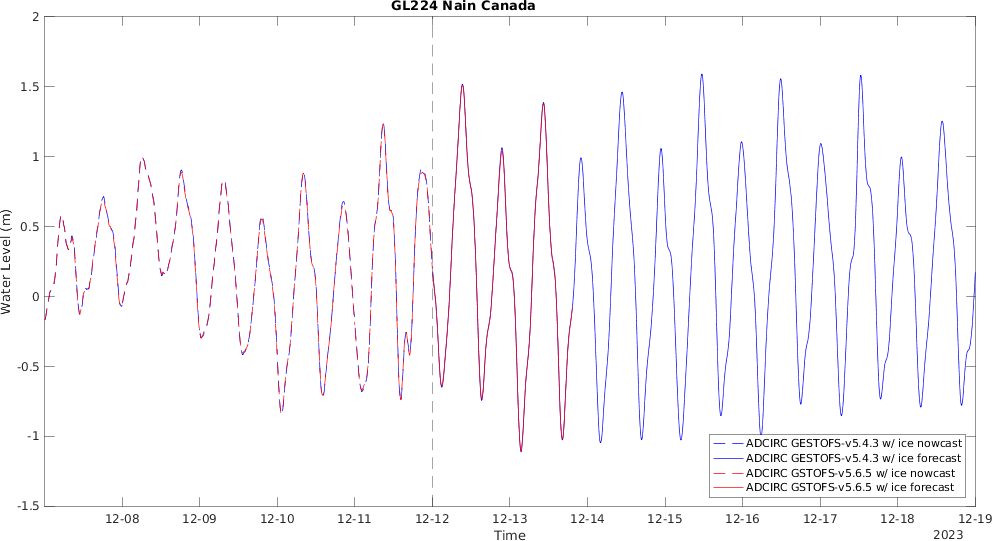 GL224 Nain Canada
2
1.5
1
0.5
0
-0.5
-1
-1.5
Water Level (m)
ADCIRC GESTOFS-v5.4.3 w/ ice nowcast
ADCIRC GESTOFS-v5.4.3 w/ ice forecast
ADCIRC GSTOFS-v5.6.5 w/ ice nowcast
ADCIRC GSTOFS-v5.6.5 w/ ice forecast
12-08 12-09 12-10 12-11 12-12 12-13 12-14 12-15 12-16 12-17 12-18 12-19
Time
2023